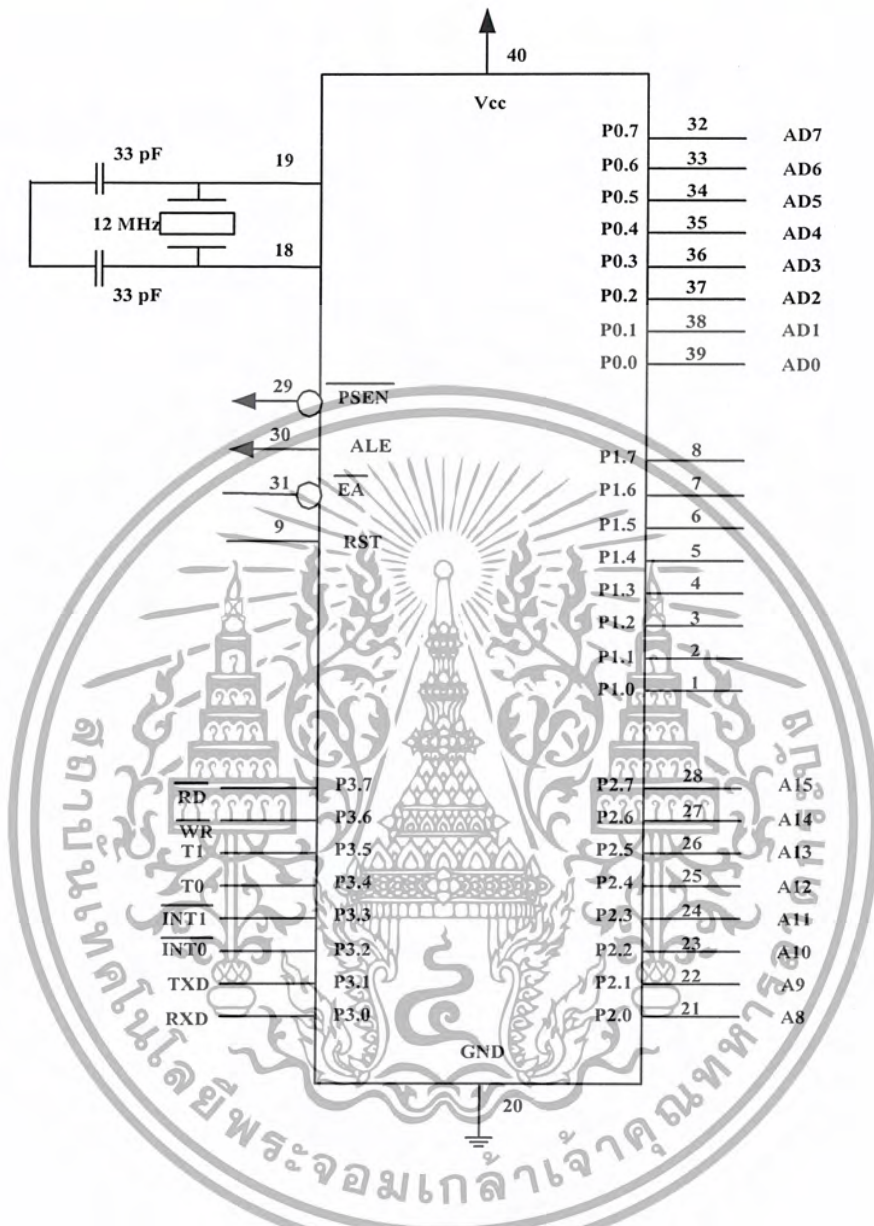 40
Vcc
P0.7 32 AD7
33 pF 19
P0.6 33 AD6
P0.5 34 AD5
12 MHz
P0.4 35 AD4
18
P0.3 36 AD3
33 pF
P0.2 37 AD2
P0.1 38 AD1
P0.0 39 AD0
29 PSEN
30 ALE
P1.7 8
31 EA
P1.6 7
P1.5 6
9 RST
P1.4 5
P1.3 4
P1.2 3
P1.1 2
P1.0 1
RD P3.7 P2.7 28 A15
WR P3.6 P2.6 27 A14
T1 P3.5 P2.5 26 A13
T0 P3.4 P2.4 25 A12
INT1 P3.3 P2.3 24 A11
INT0 P3.2 P2.2 23 A10
TXD P3.1 P2.1 22 A9
RXD P3.0 P2.0 21 A8
GND
20
สถาบันเทคโนโลยีพระจอมเกล้าเจ้าคุณทหารลาดกระบัง